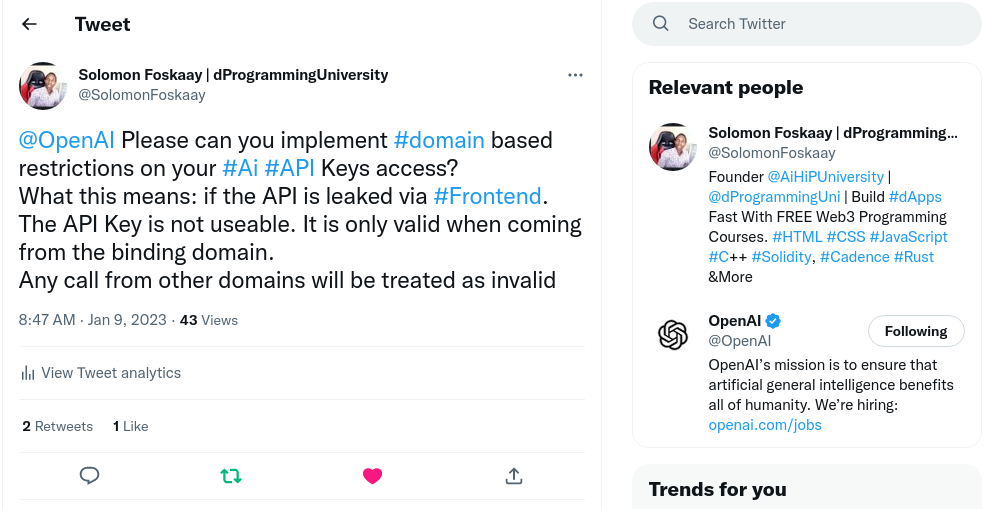 Tweet
Solomon Foskaay | dProgrammingUniversity
@SolomonFoskaay
@OpenAI Please can you implement #domain based
restrictions on your #Ai #API Keys access?
What this means: if the API is leaked via #Frontend.
The API Key is not useable. It is only valid when coming
from the binding domain.
Any call from other domains will be treated as invalid
8:47 AM · Jan 9, 2023 · 43 Views
View Tweet analytics
2 Retweets 1 Like
Search Twitter
Relevant people
Solomon Foskaay | dProgramming...
@SolomonFoskaay
Founder @AiHiPUniversity |
@dProgrammingUni | Build #dApps
Fast With FREE Web3 Programming
Courses. #HTML #CSS #JavaScript
#C++ #Solidity, #Cadence #Rust
&More
OpenAI
@OpenAI
Following
OpenAI's mission is to ensure that
artificial general intelligence benefits
all of humanity. We're hiring:
openai.com/jobs
Trends for you